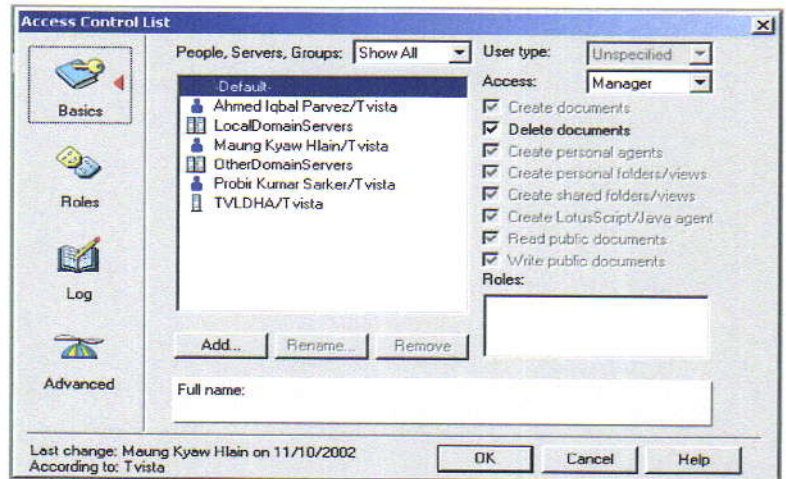 Access Control List
Basics
Roles
Log
Advanced
People, Servers, Groups: Show All
-Default-
Ahmed Iqbal Parvez/Tvista
LocalDomainServers
Maung Kyaw Hlain/Tvista
OtherDomainServers
Probir Kumar Sarker/Tvista
TVLDHA/Tvista
Add... Rename... Remove
Full name:
User type: Unspecified
Access: Manager
Create documents
Delete documents
Create personal agents
Create personal folders/views
Create shared folders/views
Create LotusScript/Java agent
Read public documents
Write public documents
Roles:
Last change: Maung Kyaw Hlain on 11/10/2002
According to: Tvista
OK Cancel Help